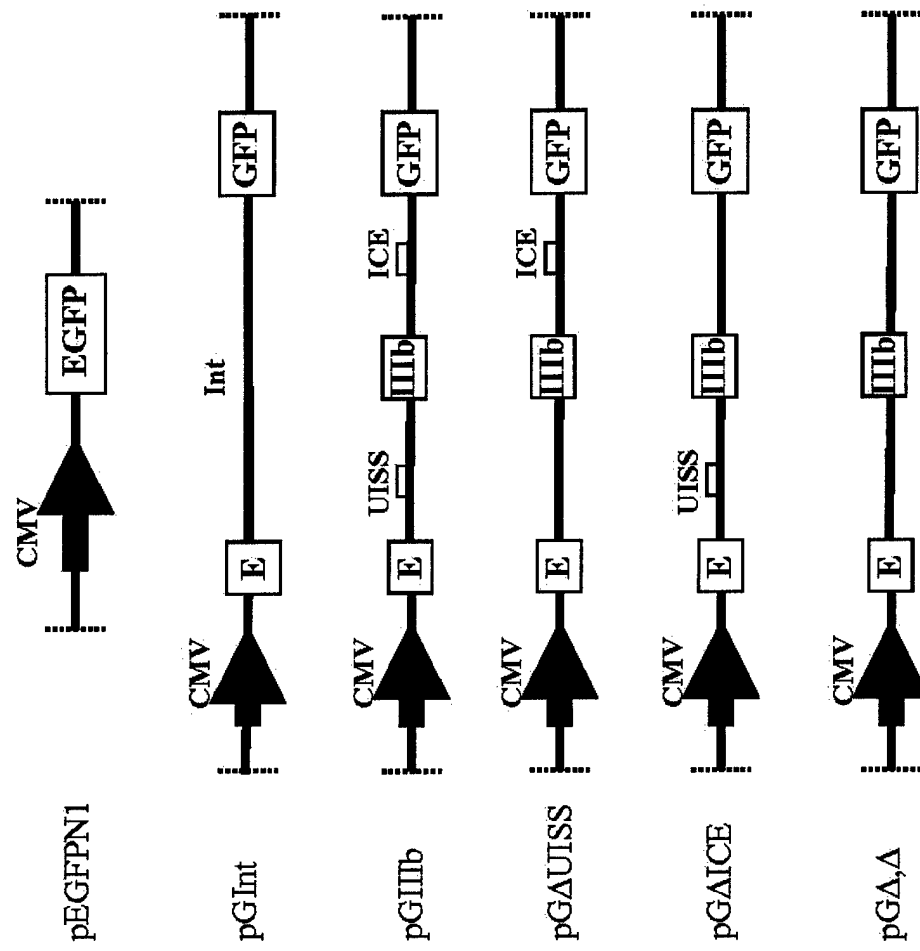 pEGFPN1
CMV
EGFP
pGInt
CMV
E
Int
GFP
pGIIIb
CMV
E
UISS
IIIb
ICE
GFP
pGΔUISS
CMV
E
IIIb
ICE
GFP
pGΔICE
CMV
E
UISS
IIIb
GFP
pGΔ,Δ
CMV
E
IIIb
GFP